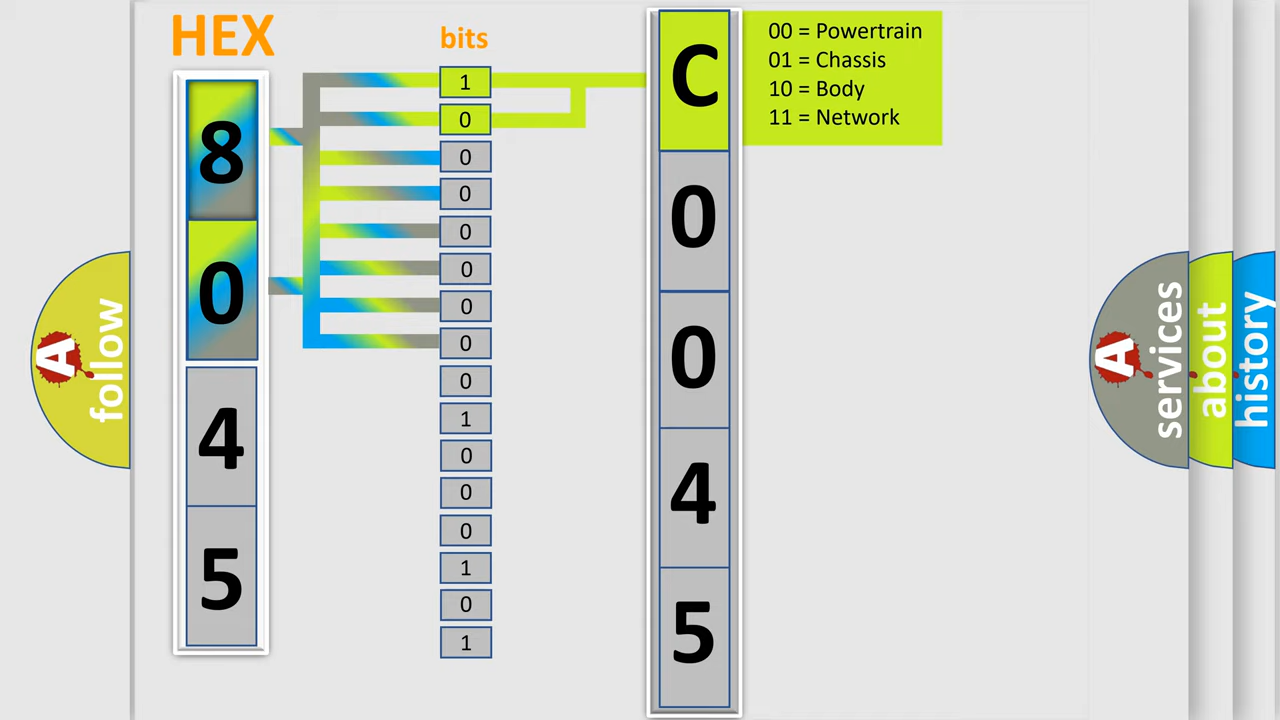 HEX
8
0
4
5
bits
1
0
0
0
0
0
0
0
0
1
0
0
0
1
0
1
C
0
0
4
5
00 = Powertrain
01 = Chassis
10 = Body
11 = Network
A
follow
A
services
about
history